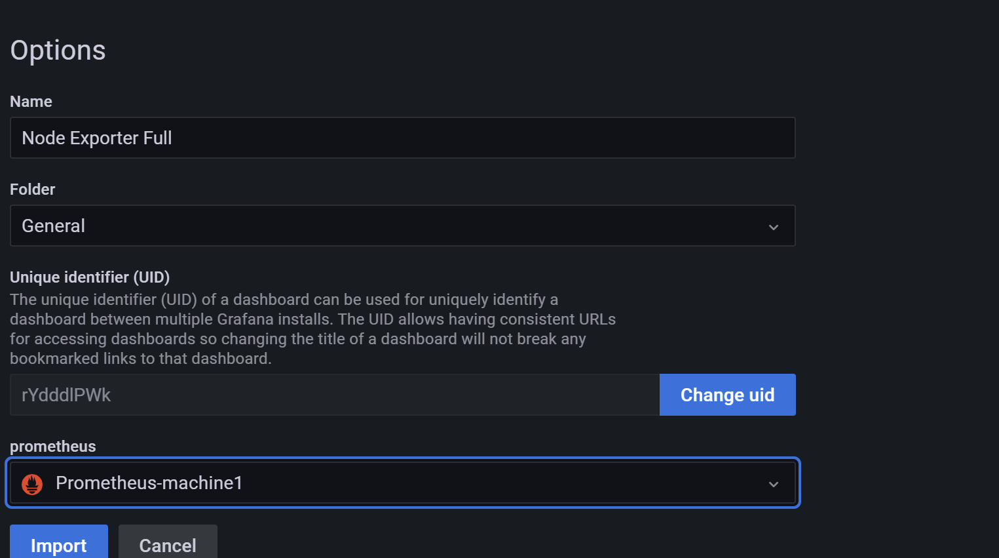 Options
Name
Node Exporter Full
Folder
General
Unique identifier (UID)
The unique identifier (UID) of a dashboard can be used for uniquely identify a
dashboard between multiple Grafana installs. The UID allows having consistent URLs
for accessing dashboards so changing the title of a dashboard will not break any
bookmarked links to that dashboard.
rYdddlPWk
Change uid
prometheus
Prometheus-machine1
Import
Cancel